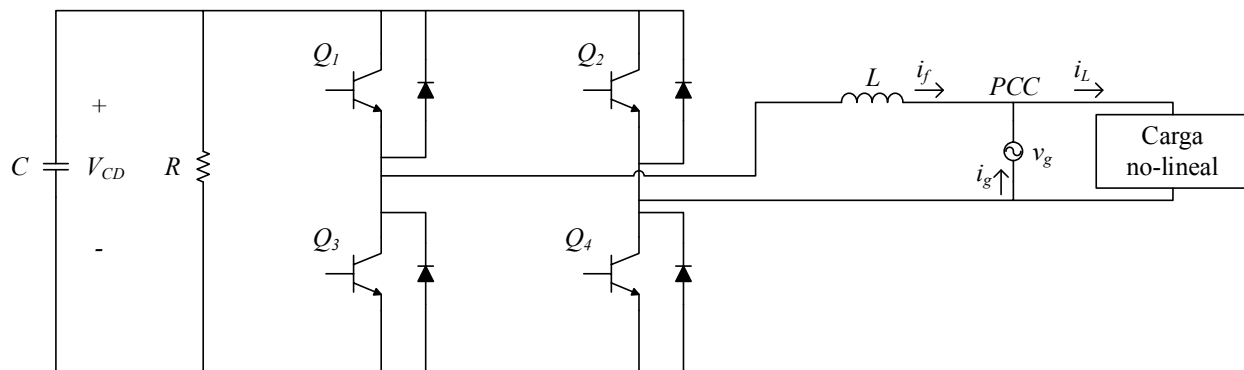 Q1
Q2
L
if
PCC
iL
+
C
VCD
R
-
ig
vg
Carga
no-lineal
Q3
Q4